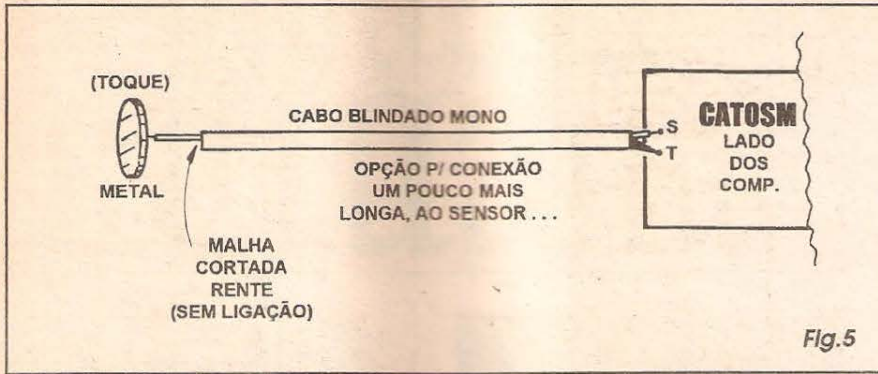 (TOQUE)
METAL
CABO BLINDADO MONO
OPÇÃO P/ CONEXÃO
UM POUCO MAIS
LONGA, AO SENSOR . . .
MALHA
CORTADA
RENTE
(SEM LIGAÇÃO)
S
T
CATOSM
LADO
DOS
COMP.
Fig.5